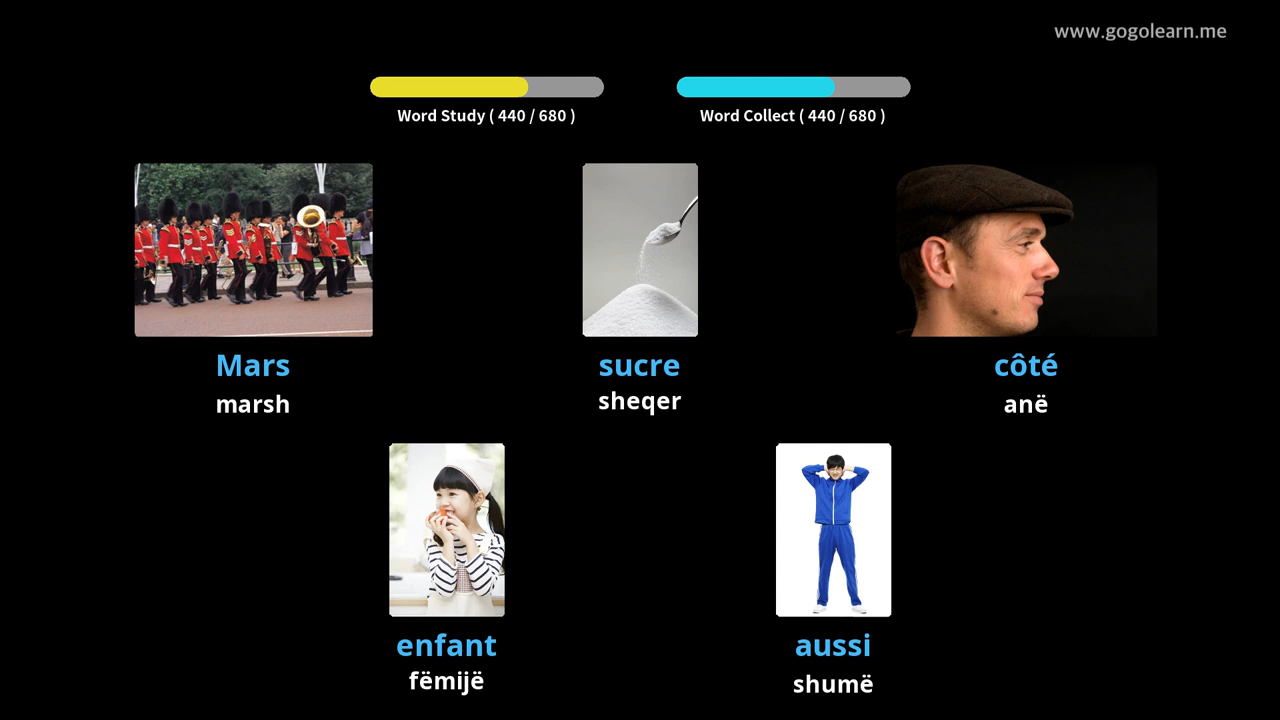 www.gogolearn.me
Word Study ( 440 / 680 )
Word Collect ( 440 / 680 )
Mars
marsh
sucre
sheqer
côté
anë
enfant
fëmijë
aussi
shumë